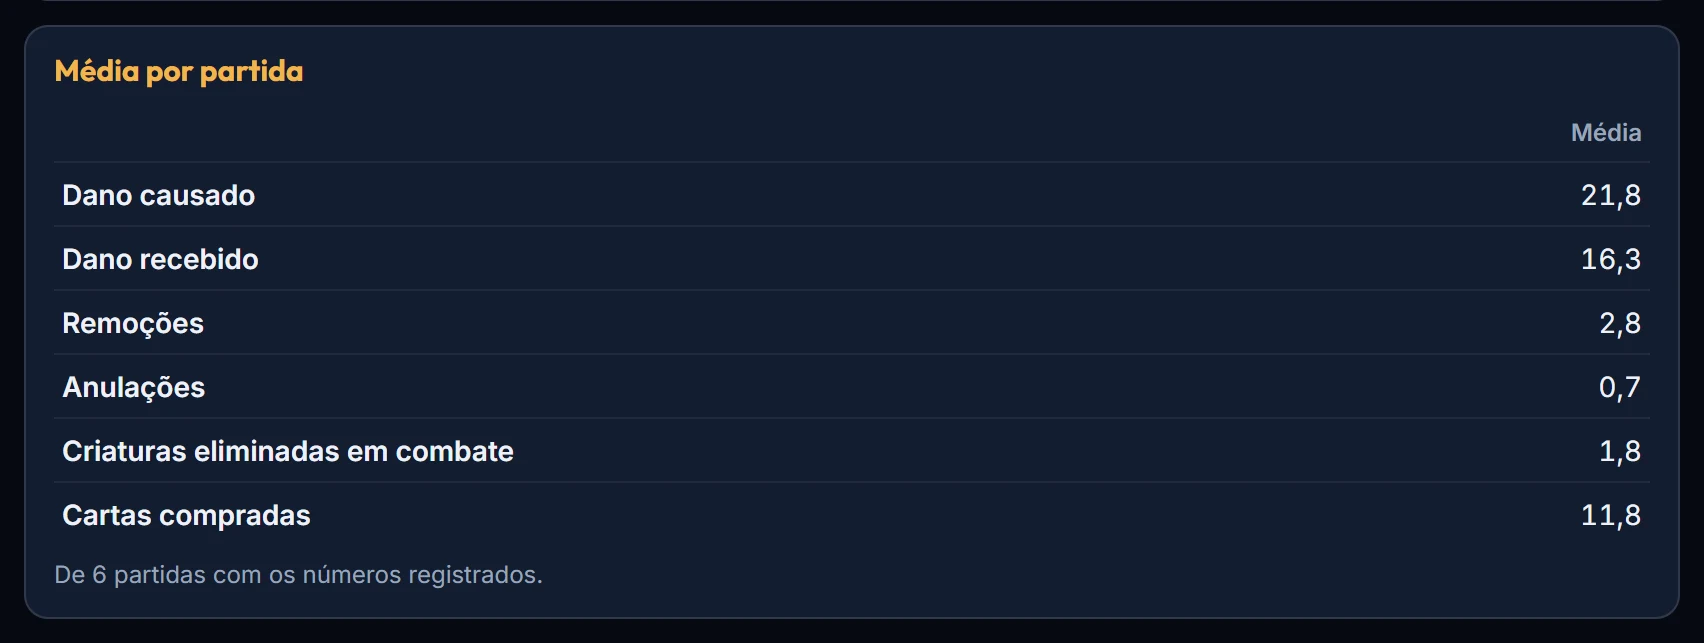 Média por partida
Média
Dano causado 21,8
Dano recebido 16,3
Remoções 2,8
Anulações 0,7
Criaturas eliminadas em combate 1,8
Cartas compradas 11,8
De 6 partidas com os números registrados.